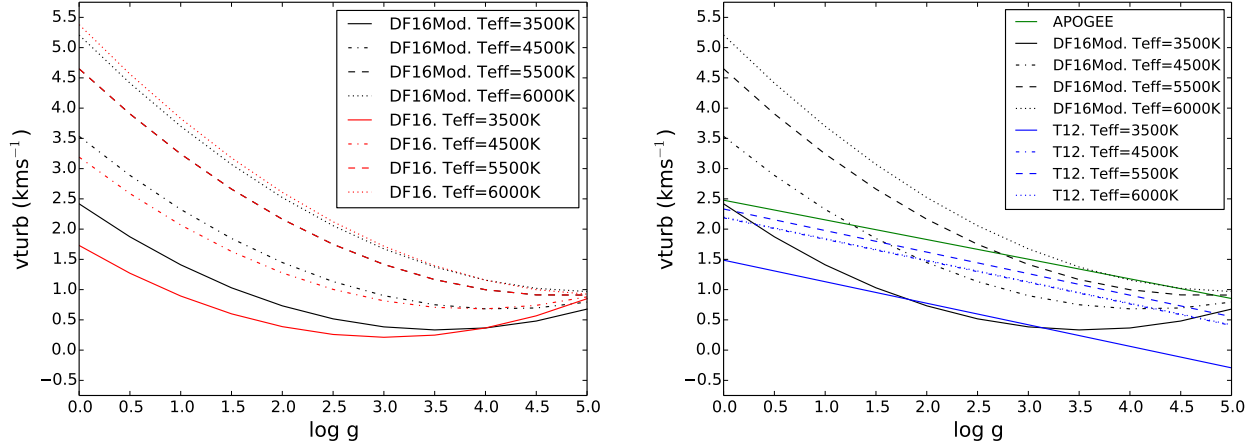 5.5
5.0
4.5
4.0
3.5
3.0
2.5
2.0
1.5
1.0
0.5
0.0
−0.5
vturb (kms⁻¹)
DF16Mod. Teff=3500K
DF16Mod. Teff=4500K
DF16Mod. Teff=5500K
DF16Mod. Teff=6000K
DF16. Teff=3500K
DF16. Teff=4500K
DF16. Teff=5500K
DF16. Teff=6000K
0.0 0.5 1.0 1.5 2.0 2.5 3.0 3.5 4.0 4.5 5.0
log g
5.5
5.0
4.5
4.0
3.5
3.0
2.5
2.0
1.5
1.0
0.5
0.0
−0.5
vturb (kms⁻¹)
APOGEE
DF16Mod. Teff=3500K
DF16Mod. Teff=4500K
DF16Mod. Teff=5500K
DF16Mod. Teff=6000K
T12. Teff=3500K
T12. Teff=4500K
T12. Teff=5500K
T12. Teff=6000K
0.0 0.5 1.0 1.5 2.0 2.5 3.0 3.5 4.0 4.5 5.0
log g